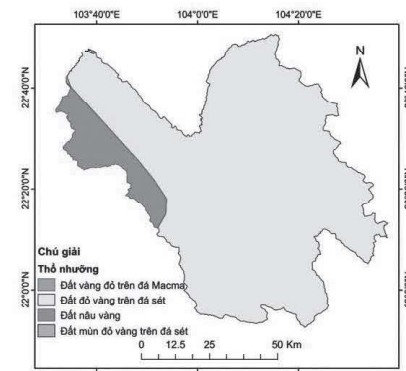 103°40'0"E 104°0'0"E 104°20'0"E
N
22°40'0"N
22°20'0"N
22°0'0"N
Chú giải
Thổ nhưỡng
Đất vàng đỏ trên đá Macma
Đất đỏ vàng trên đá sét
Đất nâu vàng
Đất mùn đỏ vàng trên đá sét
0 12.5 25 50 Km